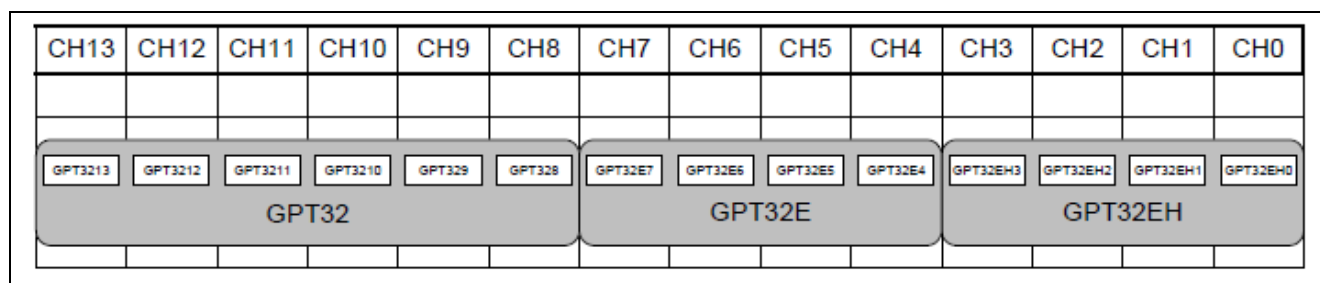 CH13 CH12 CH11 CH10 CH9 CH8 CH7 CH6 CH5 CH4 CH3 CH2 CH1 CH0
GPT3213 GPT3212 GPT3211 GPT3210 GPT329 GPT328 GPT32E7 GPT32E6 GPT32E5 GPT32E4 GPT32EH3 GPT32EH2 GPT32EH1 GPT32EH0
GPT32 GPT32E GPT32EH